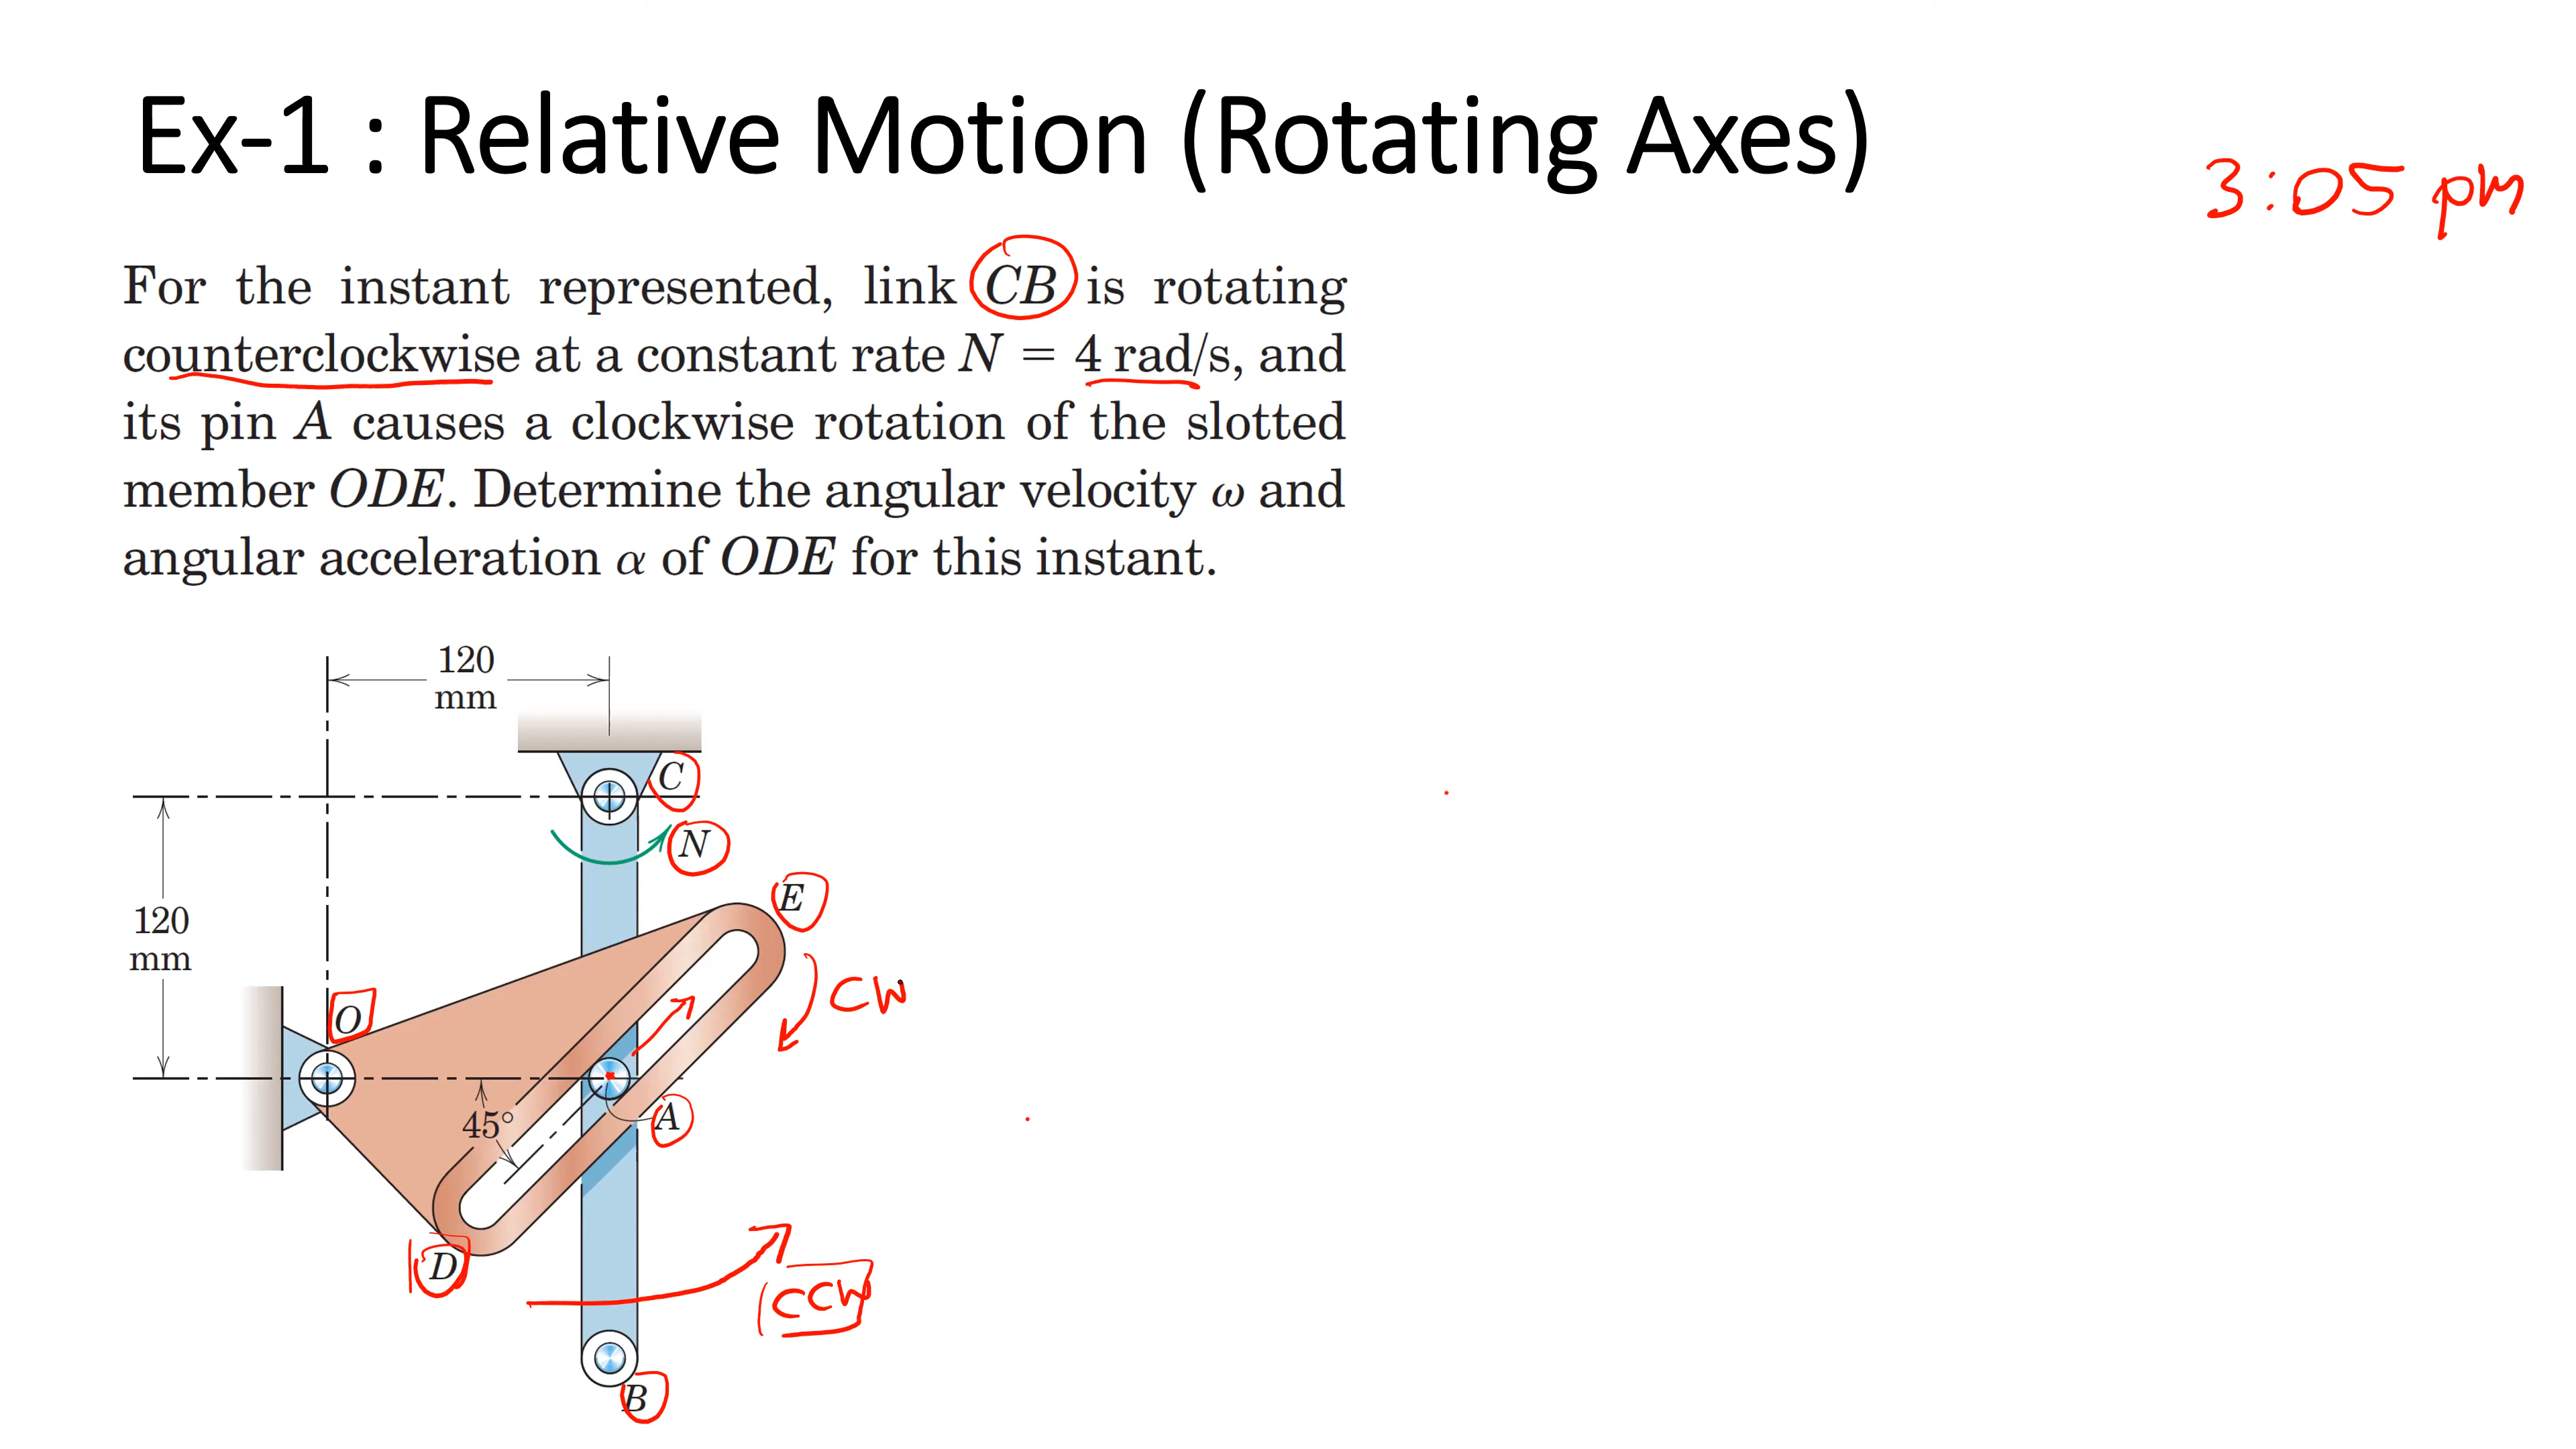 Ex-1 : Relative Motion (Rotating Axes)
3:05 pm
For the instant represented, link CB is rotating
counterclockwise at a constant rate N = 4 rad/s, and
its pin A causes a clockwise rotation of the slotted
member ODE. Determine the angular velocity ω and
angular acceleration α of ODE for this instant.
120
mm
C
N
E
120
mm
CW
O
45°
A
D
CCW
B